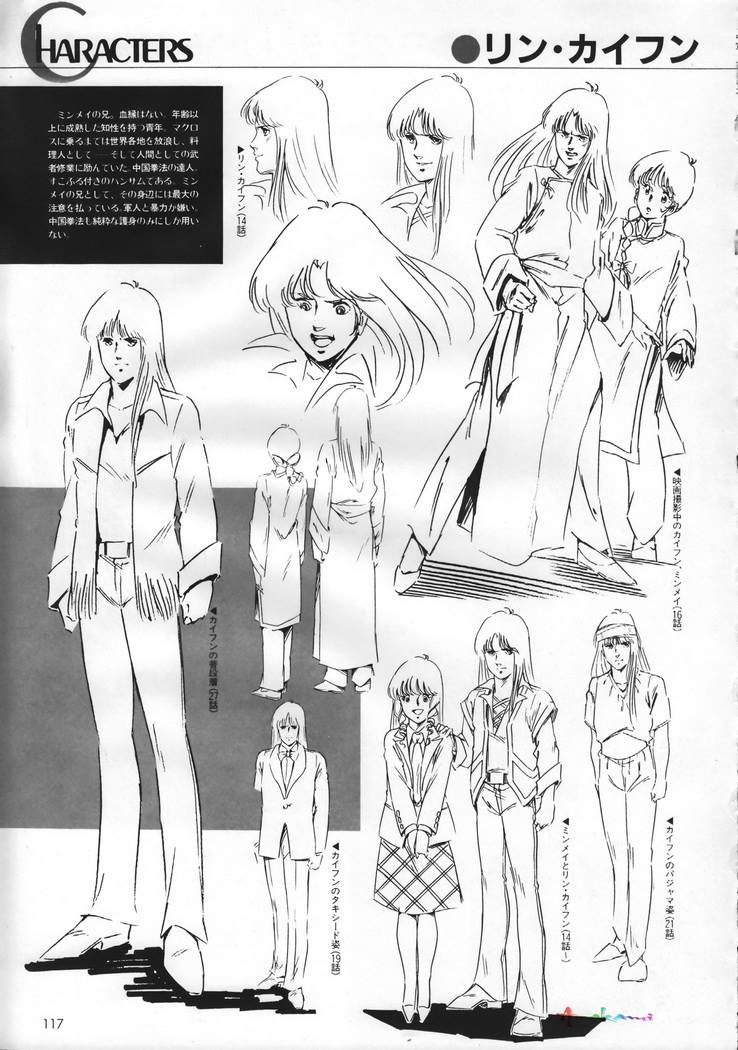 CHARACTERS
●リン・カイフン
ミンメイの兄。血縁はない。年齢以
上に成熟した知性を持つ青年。マクロ
スに乗るまでは世界各地を放浪し、料
理人として──そして人間としての武
者修業に励んでいた。中国拳法の達人。
すこぶる付きのハンサムである。ミン
メイの兄として、その身辺には最大の
注意を払っている。軍人と暴力が嫌い。
中国拳法も純粋な護身のみにしか用い
ない。
▶リン・カイフン(14話)
◀映画撮影中のカイフン、ミンメイ(16話)
◀カイフンの普段着(27話)
◀カイフンのタキシード姿(19話)
◀ミンメイとリン・カイフン(14話〜)
◀カイフンのパジャマ姿(21話)
117